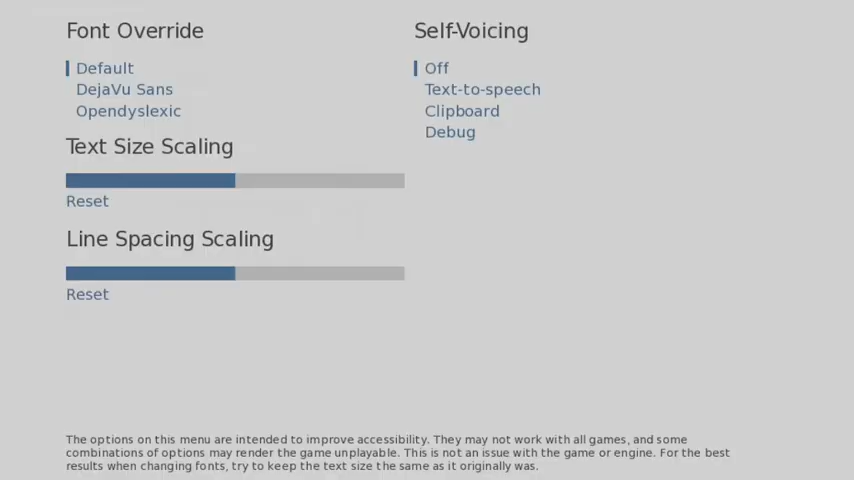 Font Override
Default
DejaVu Sans
Opendyslexic
Text Size Scaling
Reset
Line Spacing Scaling
Reset
Self-Voicing
Off
Text-to-speech
Clipboard
Debug
The options on this menu are intended to improve accessibility. They may not work with all games, and some
combinations of options may render the game unplayable. This is not an issue with the game or engine. For the best
results when changing fonts, try to keep the text size the same as it originally was.